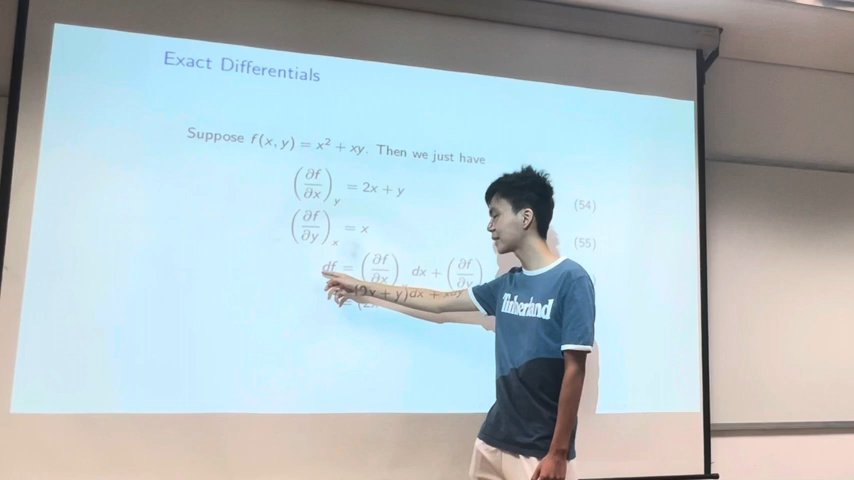 Exact Differentials
Suppose f(x, y) = x² + xy. Then we just have
(∂f/∂x)_y = 2x + y (54)
(∂f/∂y)_x = x (55)
df = (∂f/∂x) dx + (∂f/∂y)
= (2x + y)dx + xdy
Timberland